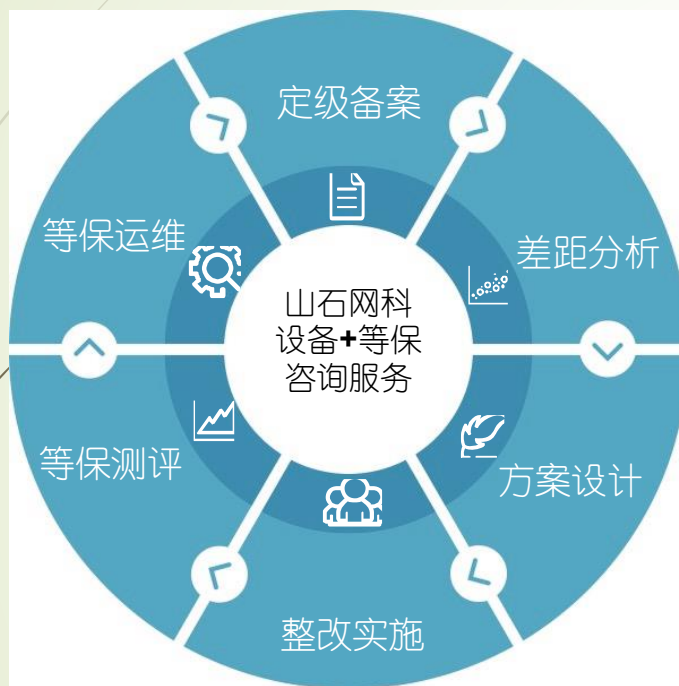 定级备案
差距分析
方案设计
整改实施
等保测评
等保运维
山石网科
设备+等保
咨询服务